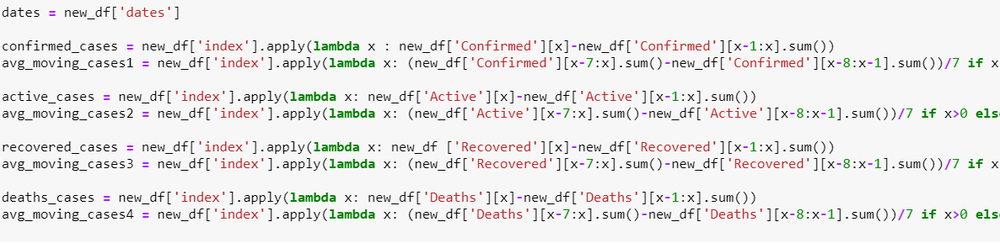 dates = new_df['dates']
confirmed_cases = new_df['index'].apply(lambda x : new_df['Confirmed'][x]-new_df['Confirmed'][x-1:x].sum())
avg_moving_cases1 = new_df['index'].apply(lambda x: (new_df['Confirmed'][x-7:x].sum()-new_df['Confirmed'][x-8:x-1].sum())/7 if x
active_cases = new_df['index'].apply(lambda x: new_df['Active'][x]-new_df['Active'][x-1:x].sum())
avg_moving_cases2 = new_df['index'].apply(lambda x: (new_df['Active'][x-7:x].sum()-new_df['Active'][x-8:x-1].sum())/7 if x>0 els
recovered_cases = new_df['index'].apply(lambda x: new_df ['Recovered'][x]-new_df['Recovered'][x-1:x].sum())
avg_moving_cases3 = new_df['index'].apply(lambda x: (new_df['Recovered'][x-7:x].sum()-new_df['Recovered'][x-8:x-1].sum())/7 if x
deaths_cases = new_df['index'].apply(lambda x: new_df['Deaths'][x]-new_df['Deaths'][x-1:x].sum())
avg_moving_cases4 = new_df['index'].apply(lambda x: (new_df['Deaths'][x-7:x].sum()-new_df['Deaths'][x-8:x-1].sum())/7 if x>0 els